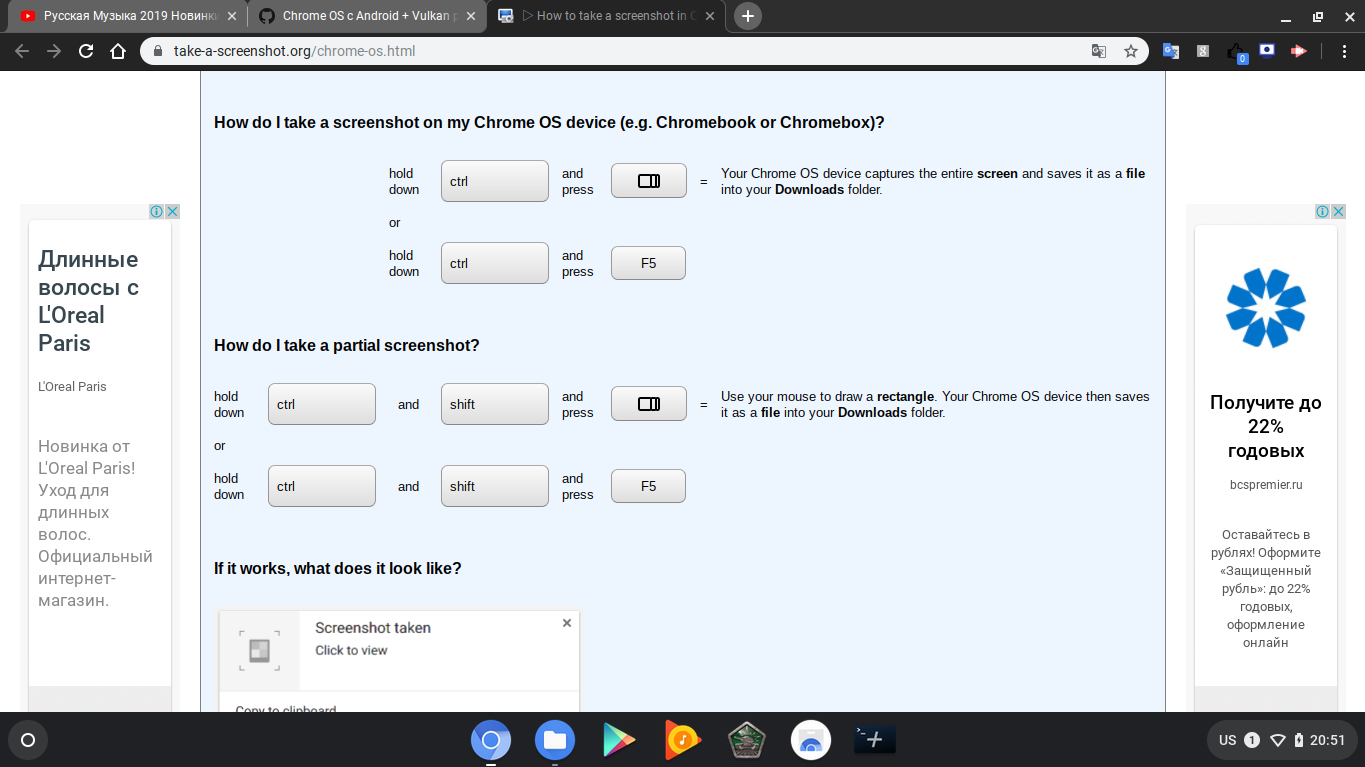 Русская Музыка 2019 Новинки
Chrome OS с Android + Vulkan
How to take a screenshot in C
take-a-screenshot.org/chrome-os.html
0
How do I take a screenshot on my Chrome OS device (e.g. Chromebook or Chromebox)?
hold down
ctrl
and press
=
Your Chrome OS device captures the entire screen and saves it as a file
into your Downloads folder.
or
hold down
ctrl
and press
F5
How do I take a partial screenshot?
hold down
ctrl
and
shift
and press
=
Use your mouse to draw a rectangle. Your Chrome OS device then saves
it as a file into your Downloads folder.
or
hold down
ctrl
and
shift
and press
F5
If it works, what does it look like?
Screenshot taken
Click to view
Copy to clipboard
Длинные
волосы с
L'Oreal
Paris
L'Oreal Paris
Новинка от
L'Oreal Paris!
Уход для
длинных
волос.
Официальный
интернет-
магазин.
Получите до
22%
годовых
bcspremier.ru
Оставайтесь в
рублях! Оформите
«Защищенный
рубль»: до 22%
годовых,
оформление
онлайн
US 1 20:51